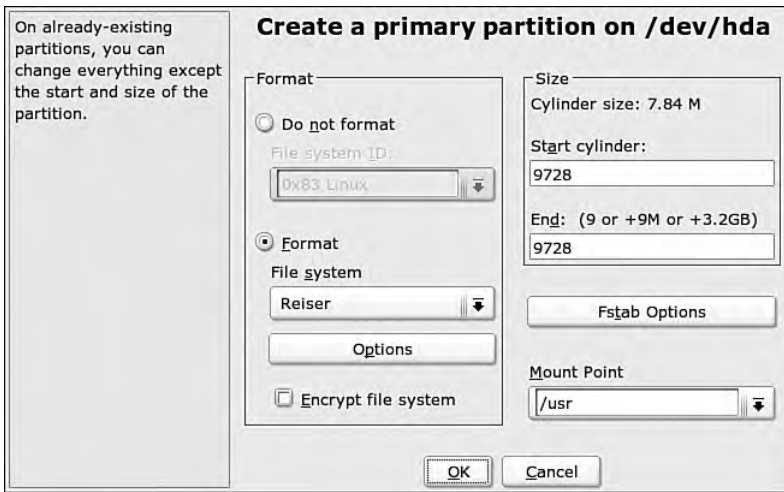 On already-existing
partitions, you can
change everything except
the start and size of the
partition.
Create a primary partition on /dev/hda
Format
Do not format
File system ID:
0x83 Linux
Format
File system
Reiser
Options
Encrypt file system
Size
Cylinder size: 7.84 M
Start cylinder:
9728
End: (9 or +9M or +3.2GB)
9728
Fstab Options
Mount Point
/usr
OK
Cancel